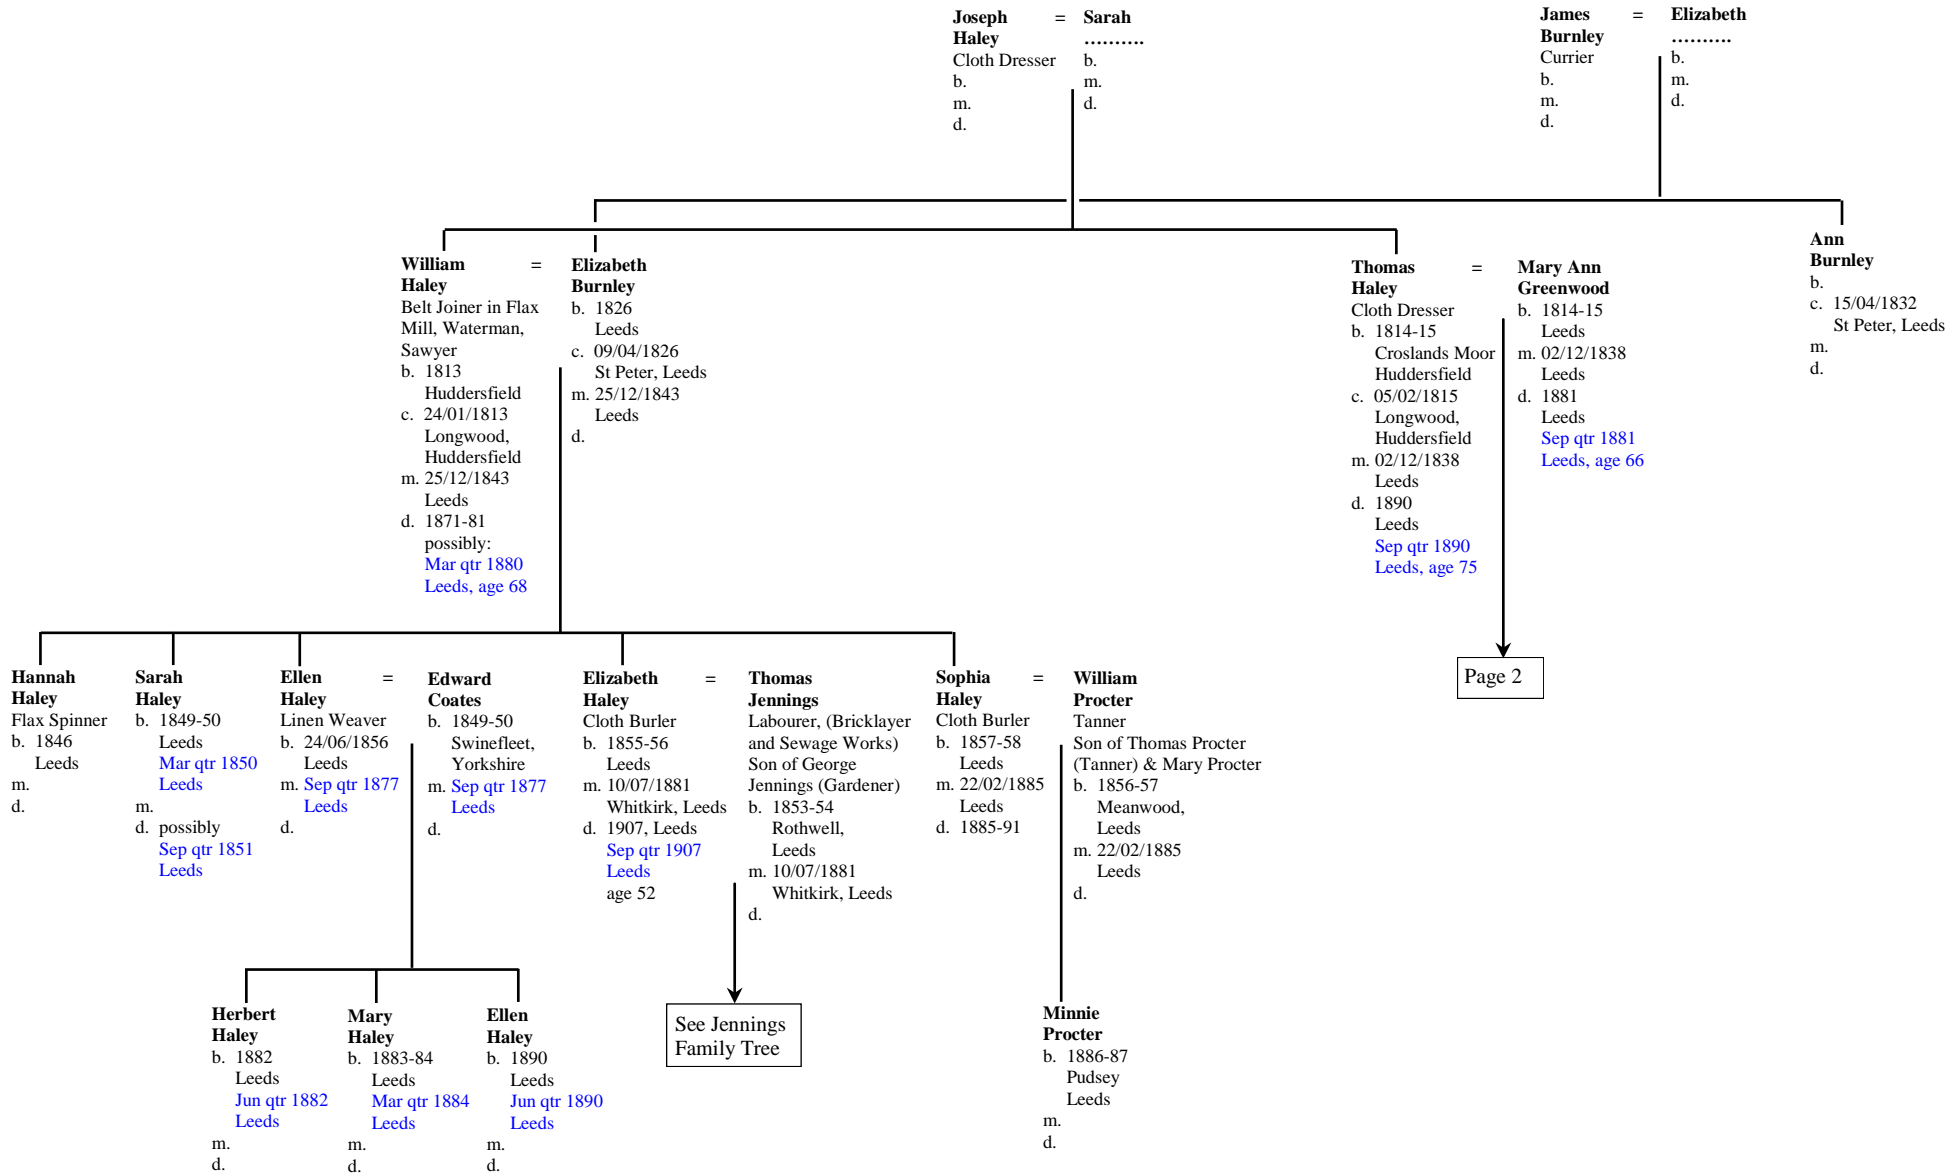 Joseph = Sarah
Haley ……….
Cloth Dresser b.
b. m.
m. d.
d.
James = Elizabeth
Burnley ……….
Currier b.
b. m.
m. d.
d.
William =
Haley
Belt Joiner in Flax
Mill, Waterman,
Sawyer
b. 1813
Huddersfield
c. 24/01/1813
Longwood,
Huddersfield
m. 25/12/1843
Leeds
d. 1871-81
possibly:
Mar qtr 1880
Leeds, age 68
Elizabeth
Burnley
b. 1826
Leeds
c. 09/04/1826
St Peter, Leeds
m. 25/12/1843
Leeds
d.
Thomas =
Haley
Cloth Dresser
b. 1814-15
Croslands Moor
Huddersfield
c. 05/02/1815
Longwood,
Huddersfield
m. 02/12/1838
Leeds
d. 1890
Leeds
Sep qtr 1890
Leeds, age 75
Mary Ann
Greenwood
b. 1814-15
Leeds
m. 02/12/1838
Leeds
d. 1881
Leeds
Sep qtr 1881
Leeds, age 66
Ann
Burnley
b.
c. 15/04/1832
St Peter, Leeds
m.
d.
Page 2
Hannah
Haley
Flax Spinner
b. 1846
Leeds
m.
d.
Sarah
Haley
b. 1849-50
Leeds
Mar qtr 1850
Leeds
m.
d. possibly
Sep qtr 1851
Leeds
Ellen =
Haley
Linen Weaver
b. 24/06/1856
Leeds
m. Sep qtr 1877
Leeds
d.
Edward
Coates
b. 1849-50
Swinefleet,
Yorkshire
m. Sep qtr 1877
Leeds
d.
Elizabeth =
Haley
Cloth Burler
b. 1855-56
Leeds
m. 10/07/1881
Whitkirk, Leeds
d. 1907, Leeds
Sep qtr 1907
Leeds
age 52
Thomas
Jennings
Labourer, (Bricklayer
and Sewage Works)
Son of George
Jennings (Gardener)
b. 1853-54
Rothwell,
Leeds
m. 10/07/1881
Whitkirk, Leeds
d.
Sophia =
Haley
Cloth Burler
b. 1857-58
Leeds
m. 22/02/1885
Leeds
d. 1885-91
William
Procter
Tanner
Son of Thomas Procter
(Tanner) & Mary Procter
b. 1856-57
Meanwood,
Leeds
m. 22/02/1885
Leeds
d.
Herbert
Haley
b. 1882
Leeds
Jun qtr 1882
Leeds
m.
d.
Mary
Haley
b. 1883-84
Leeds
Mar qtr 1884
Leeds
m.
d.
Ellen
Haley
b. 1890
Leeds
Jun qtr 1890
Leeds
m.
d.
See Jennings
Family Tree
Minnie
Procter
b. 1886-87
Pudsey
Leeds
m.
d.